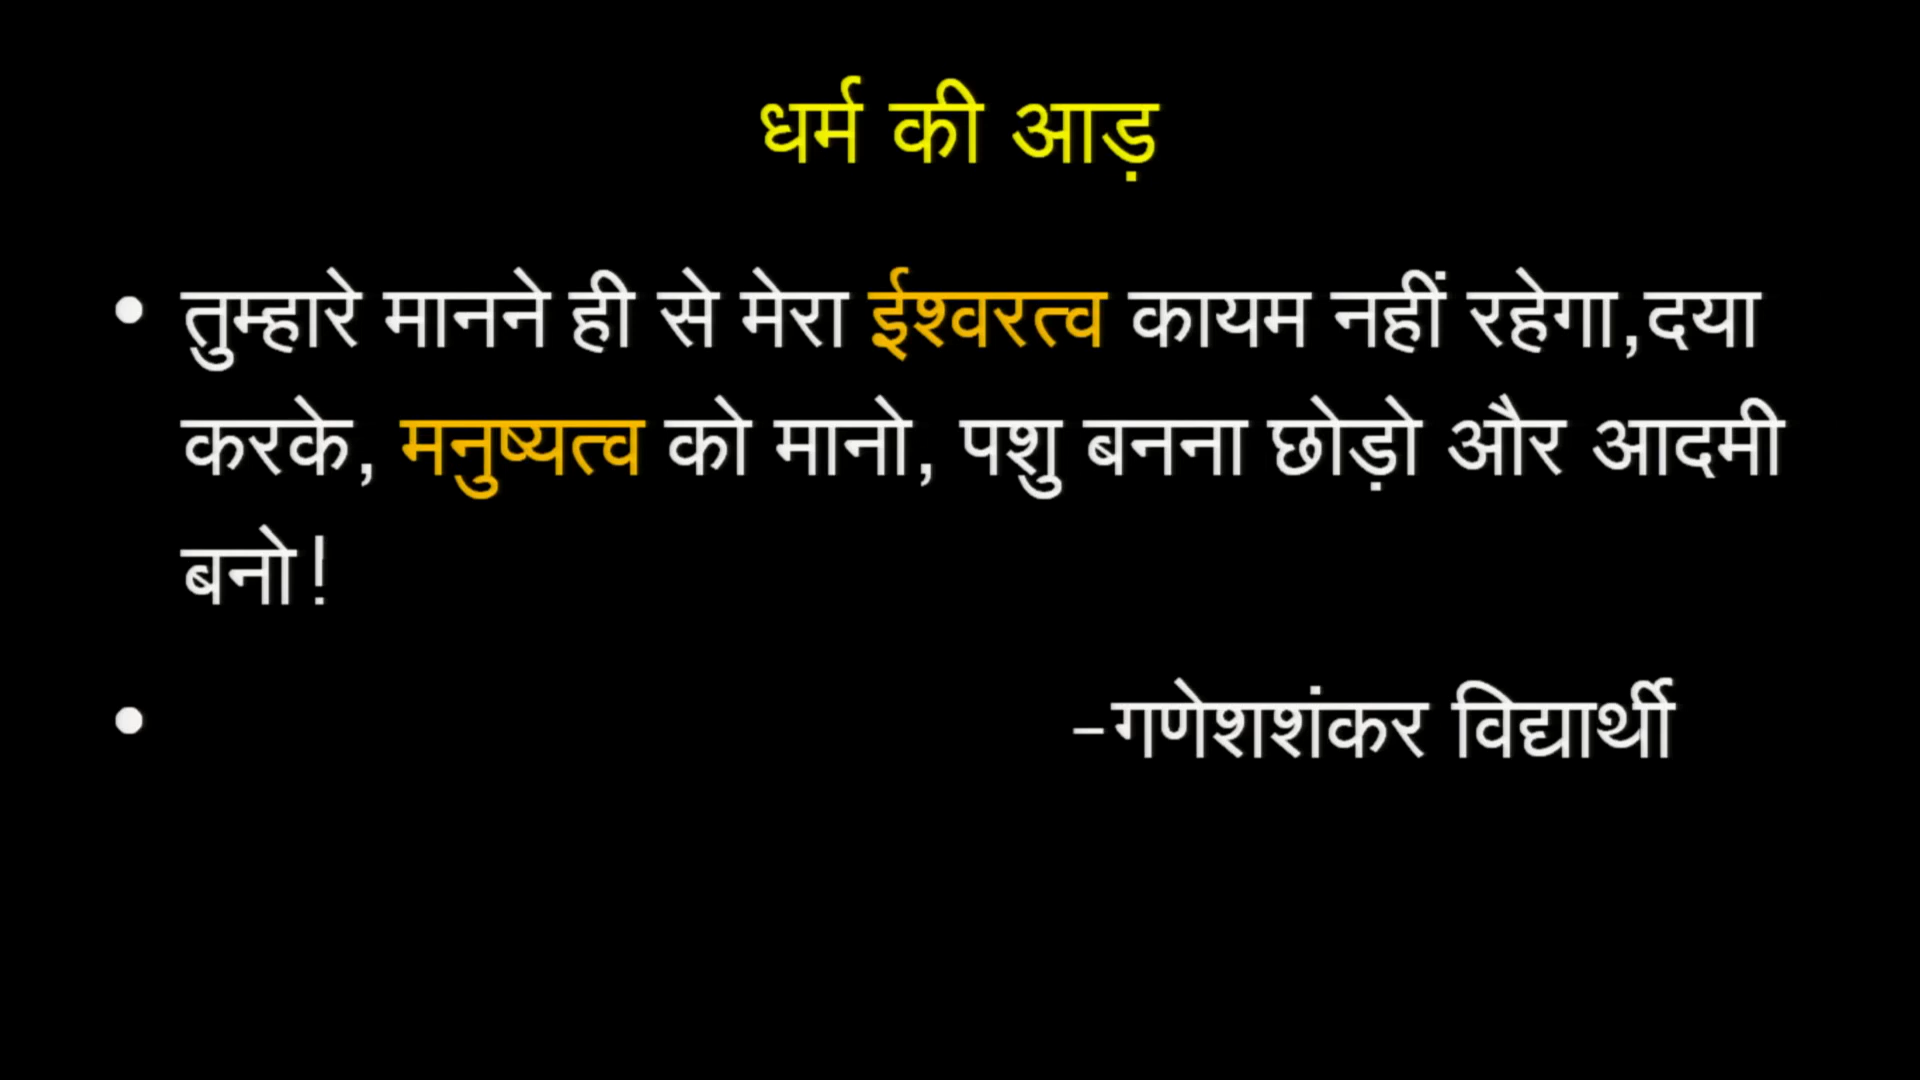 धर्म की आड़
• तुम्हारे मानने ही से मेरा ईश्वरत्व कायम नहीं रहेगा,दया
करके, मनुष्यत्व को मानो, पशु बनना छोड़ो और आदमी
बनो!
• -गणेशशंकर विद्यार्थी